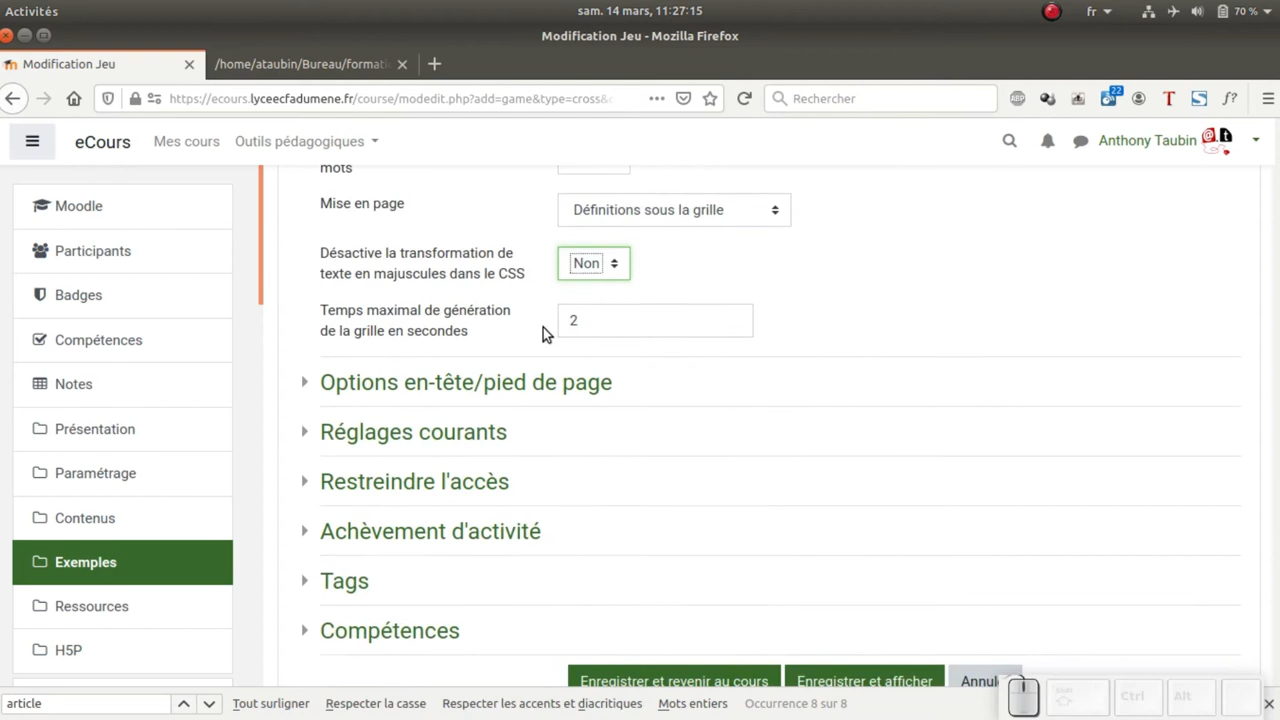 Activités
sam. 14 mars, 11:27:15
fr
70 %
Modification Jeu - Mozilla Firefox
Modification Jeu
/home/ataubin/Bureau/formati
https://ecours.lyceecfadumene.fr/course/modedit.php?add=game&type=cross&c
Rechercher
ABP
22
T
S
f?
eCours
Mes cours
Outils pédagogiques
Anthony Taubin
@ t
mots
Moodle
Participants
Badges
Compétences
Notes
Présentation
Paramétrage
Contenus
Exemples
Ressources
H5P
Mise en page
Définitions sous la grille
Désactive la transformation de
texte en majuscules dans le CSS
Non
Temps maximal de génération
de la grille en secondes
2
Options en-tête/pied de page
Réglages courants
Restreindre l'accès
Achèvement d'activité
Tags
Compétences
Enregistrer et revenir au cours
Enregistrer et afficher
Annule
article
Tout surligner
Respecter la casse
Respecter les accents et diacritiques
Mots entiers
Occurrence 8 sur 8
Ctrl
Alt